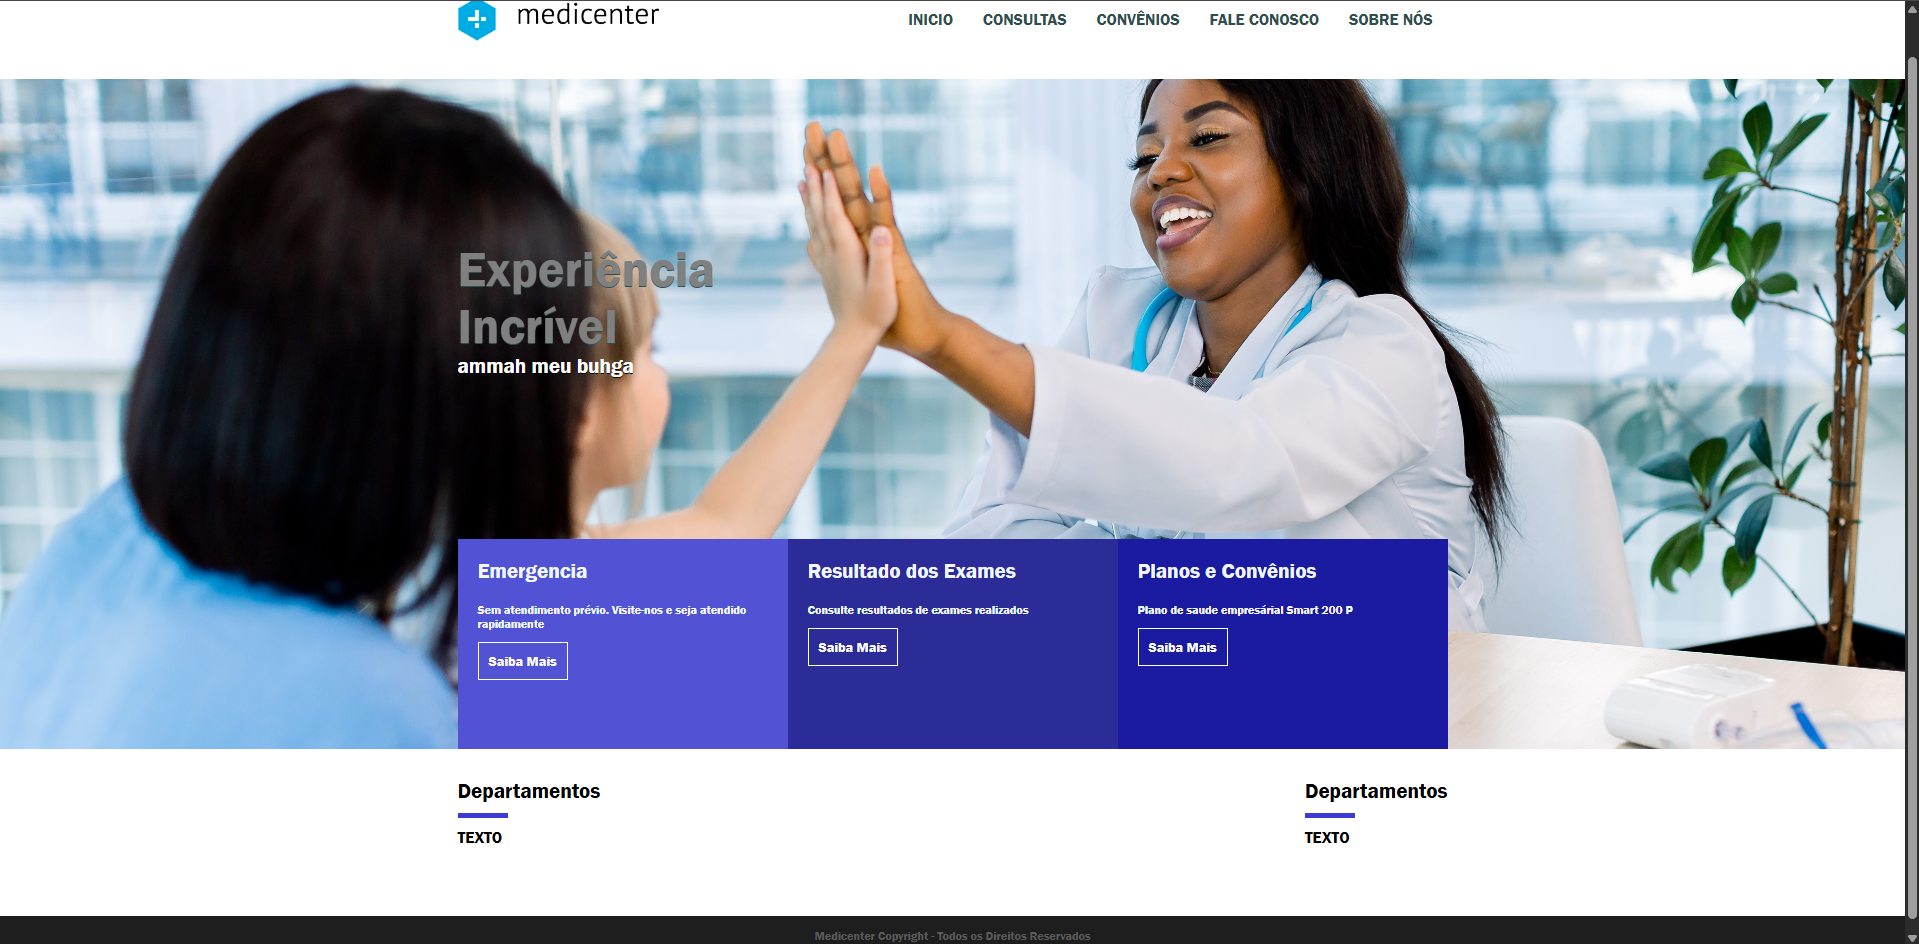 medicenter
INICIO CONSULTAS CONVÊNIOS FALE CONOSCO SOBRE NÓS
Experiência
Incrível
ammah meu buhga
Emergencia
Sem atendimento prévio. Visite-nos e seja atendido
rapidamente
Saiba Mais
Resultado dos Exames
Consulte resultados de exames realizados
Saiba Mais
Planos e Convênios
Plano de saude empresárial Smart 200 P
Saiba Mais
Departamentos
TEXTO
Departamentos
TEXTO
Medicenter Copyright - Todos os Direitos Reservados